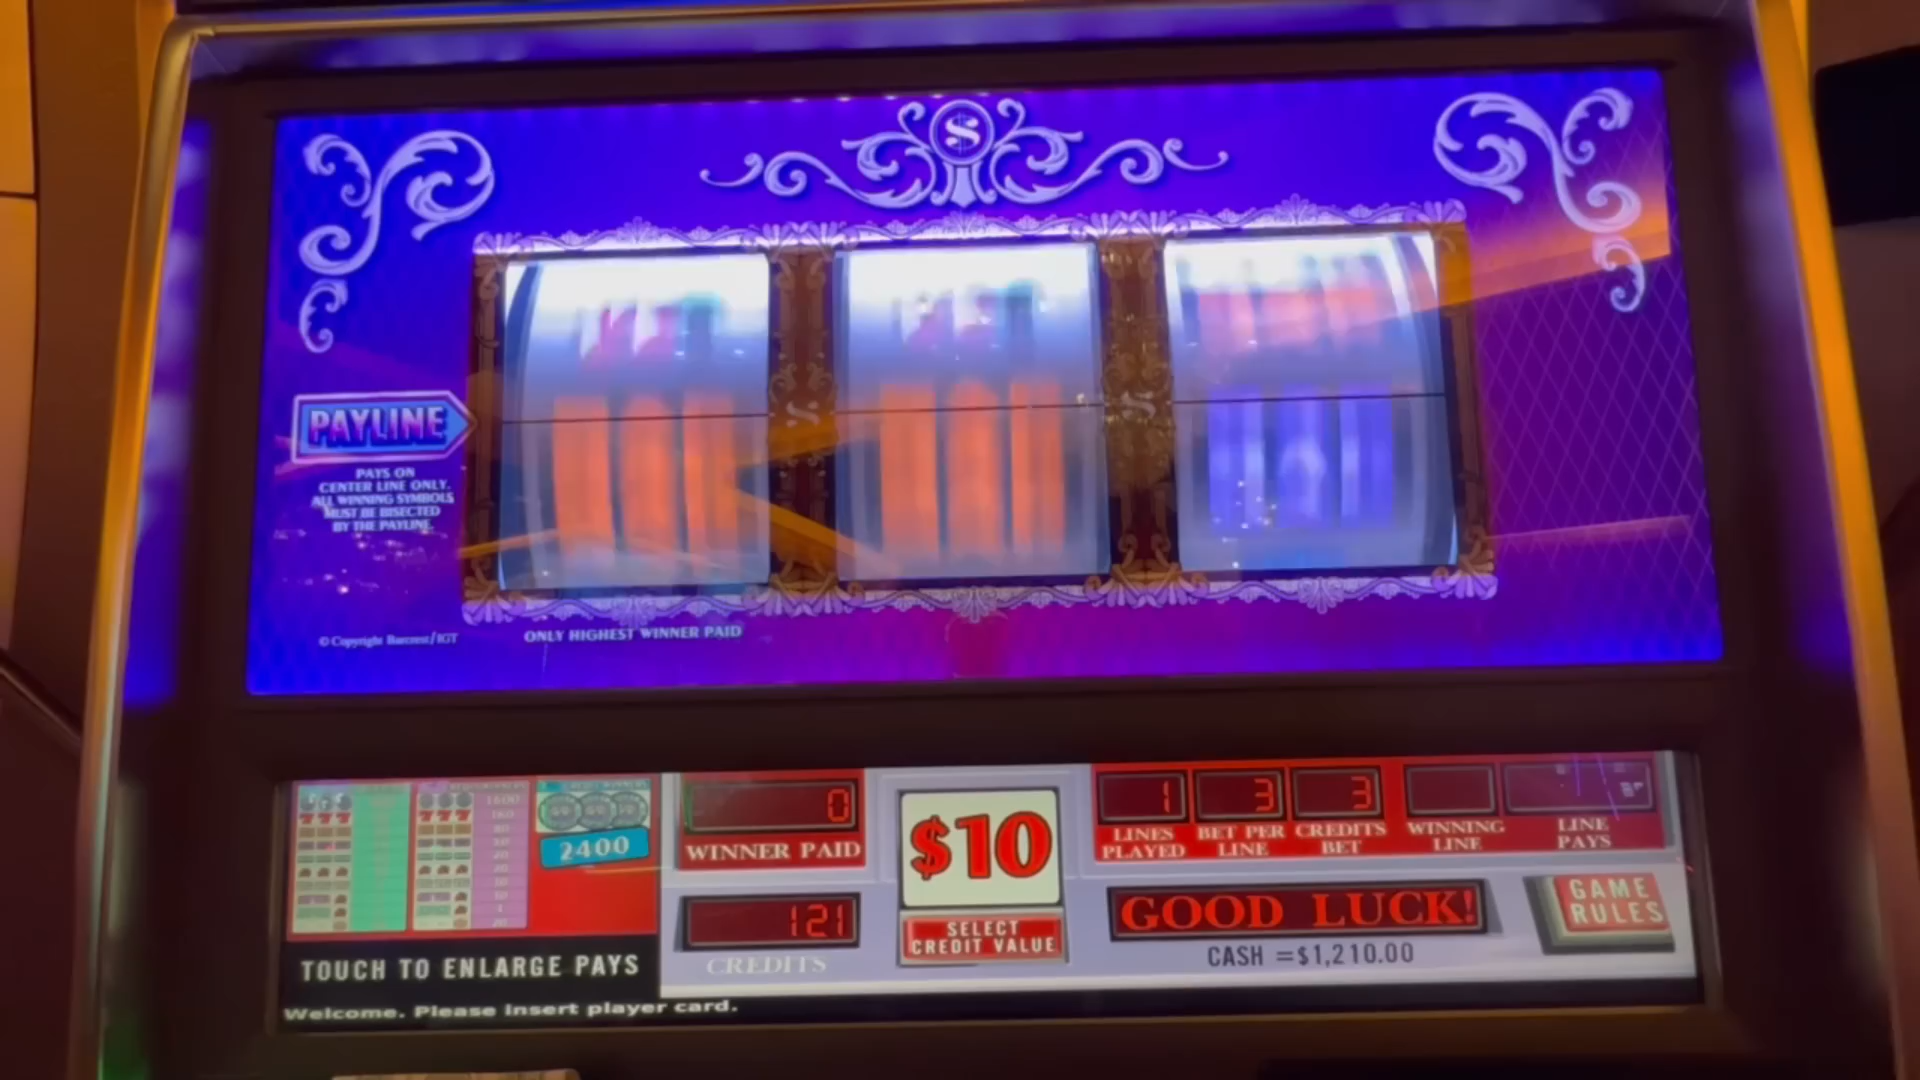 $
PAYLINE
PAYS ON
CENTER LINE ONLY.
ALL WINNING SYMBOLS
MUST BE BISECTED
BY THE PAYLINE.
© Copyright Barcrest/IGT
ONLY HIGHEST WINNER PAID
2400
TOUCH TO ENLARGE PAYS
0
WINNER PAID
121
CREDITS
$10
SELECT
CREDIT VALUE
1
LINES
PLAYED
3
BET PER
LINE
3
CREDITS
BET
WINNING
LINE
LINE
PAYS
GOOD LUCK!
CASH =$1,210.00
GAME
RULES
Welcome. Please insert player card.